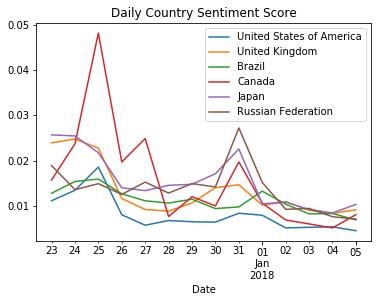 Daily Country Sentiment Score
0.05
0.04
0.03
0.02
0.01
United States of America
United Kingdom
Brazil
Canada
Japan
Russian Federation
23 24 25 26 27 28 29 30 31 01 02 03 04 05
Jan
2018
Date